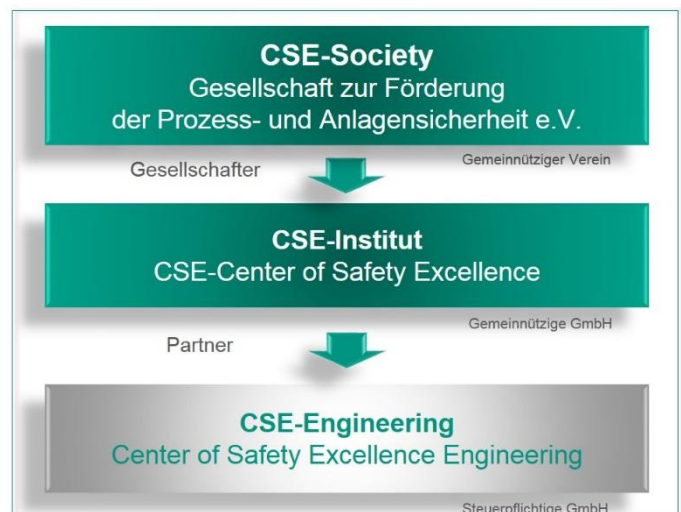 CSE-Society
Gesellschaft zur Förderung
der Prozess- und Anlagensicherheit e.V.
Gesellschafter
Gemeinnütziger Verein
CSE-Institut
CSE-Center of Safety Excellence
Partner
Gemeinnützige GmbH
CSE-Engineering
Center of Safety Excellence Engineering
Steuerpflichtige GmbH